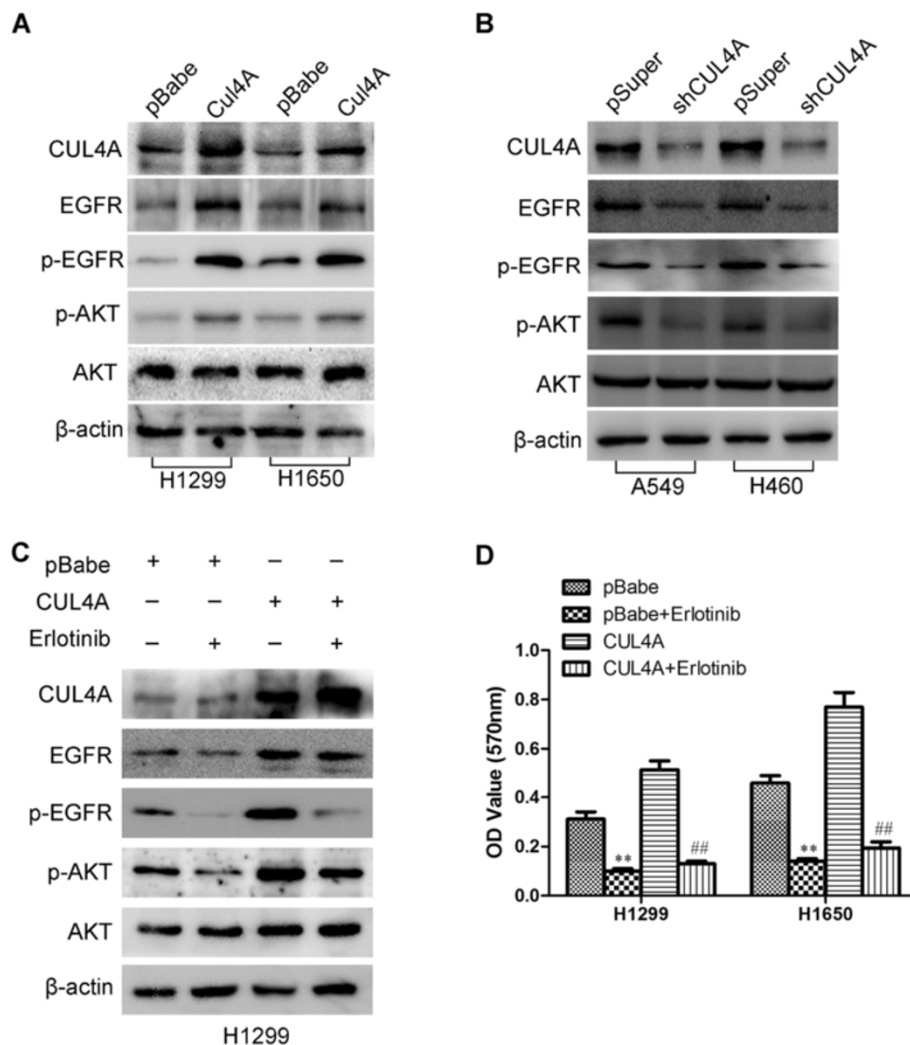 A
pBabe Cul4A pBabe Cul4A
CUL4A
EGFR
p-EGFR
p-AKT
AKT
β-actin
H1299 H1650
B
pSuper shCUL4A pSuper shCUL4A
CUL4A
EGFR
p-EGFR
p-AKT
AKT
β-actin
A549 H460
C
pBabe + + – –
CUL4A – – + +
Erlotinib – + – +
CUL4A
EGFR
p-EGFR
p-AKT
AKT
β-actin
H1299
D
pBabe
pBabe+Erlotinib
CUL4A
CUL4A+Erlotinib
OD Value (570nm)
0.8
0.6
0.4
0.2
0.0
** ## ** ##
H1299 H1650